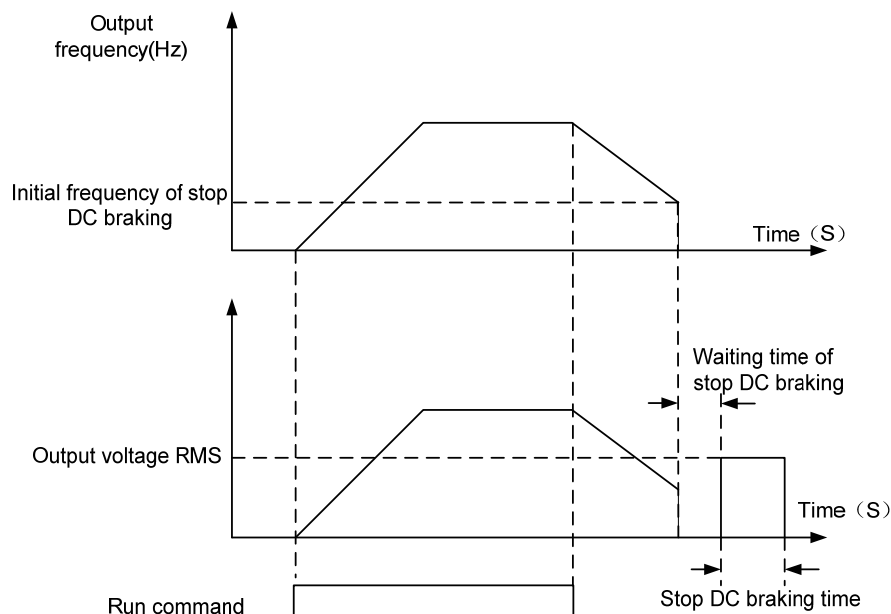 Output
frequency(Hz)
Initial frequency of stop
DC braking
Time（S）
Waiting time of
stop DC braking
Output voltage RMS
Time（S）
Stop DC braking time
Run command